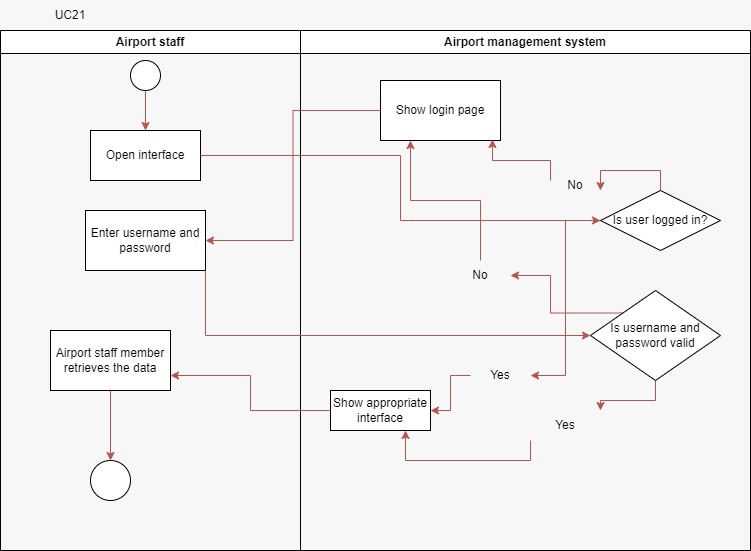 UC21
Airport staff
Airport management system
Show login page
Open interface
No
Is user logged in?
Enter username and
password
No
Is username and
password valid
Airport staff member
retrieves the data
Yes
Show appropriate
interface
Yes